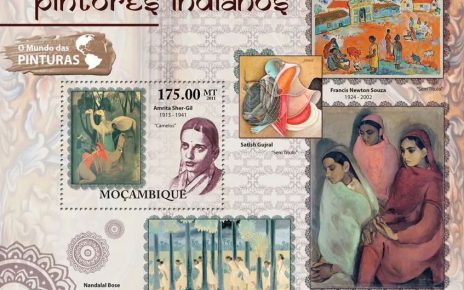 pintores indianos
O Mundo das
PINTURAS
175.00 MT
2011
Amrita Sher-Gil
1913 - 1941
"Camelos"
MOÇAMBIQUE
Satish Gujral
"Sem Título"
Francis Newton Souza
"Sem Título"
1924 - 2002
Nandalal Bose